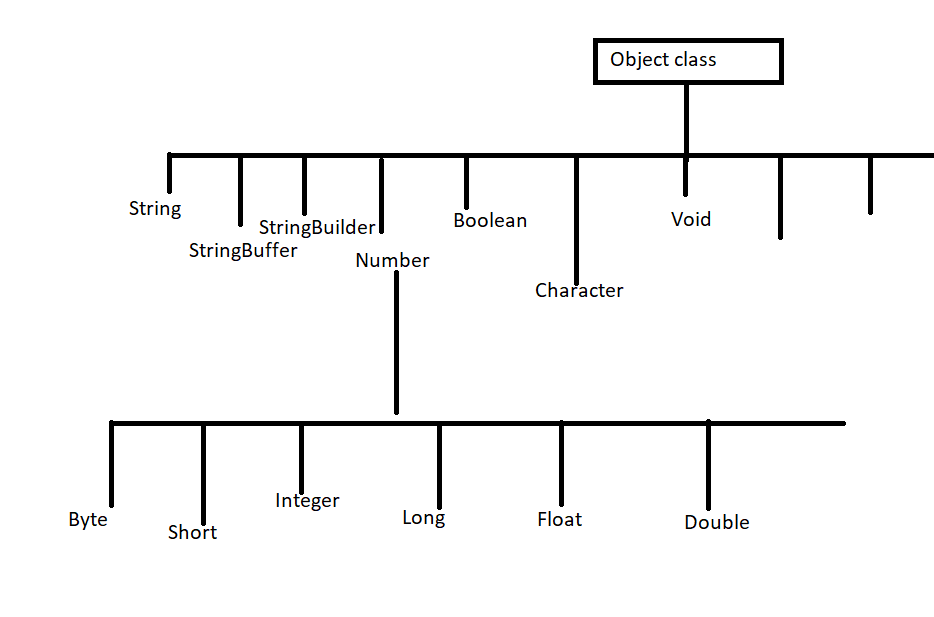 Object class
String
StringBuffer
StringBuilder
Number
Boolean
Character
Void
Byte
Short
Integer
Long
Float
Double